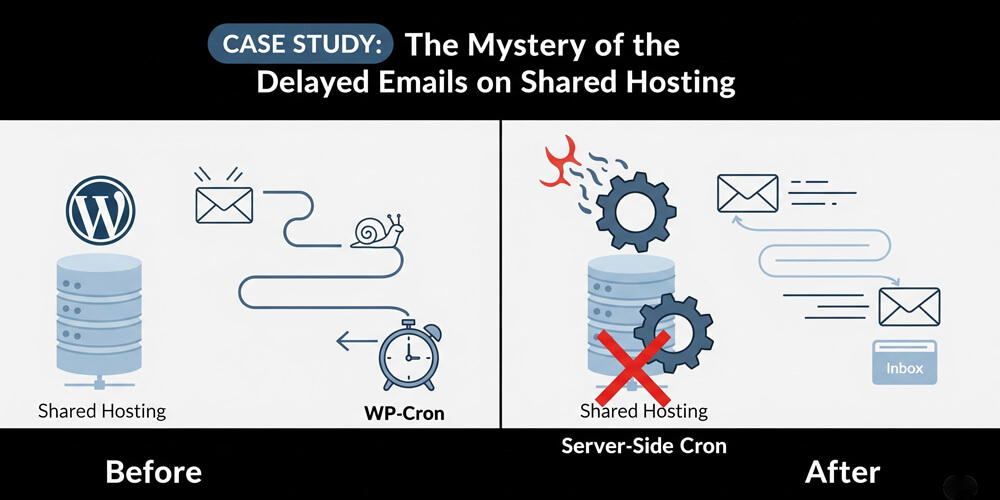 CASE STUDY: The Mystery of the
Delayed Emails on Shared Hosting
Shared Hosting
WP-Cron
Before
Shared Hosting
Inbox
Server-Side Cron
After